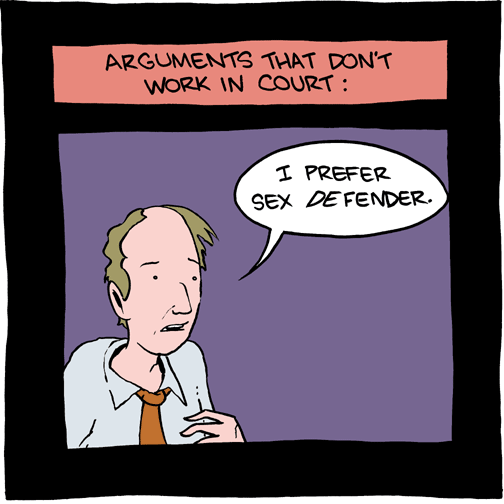 ARGUMENTS THAT DON'T
WORK IN COURT:
I PREFER
SEX DEFENDER.